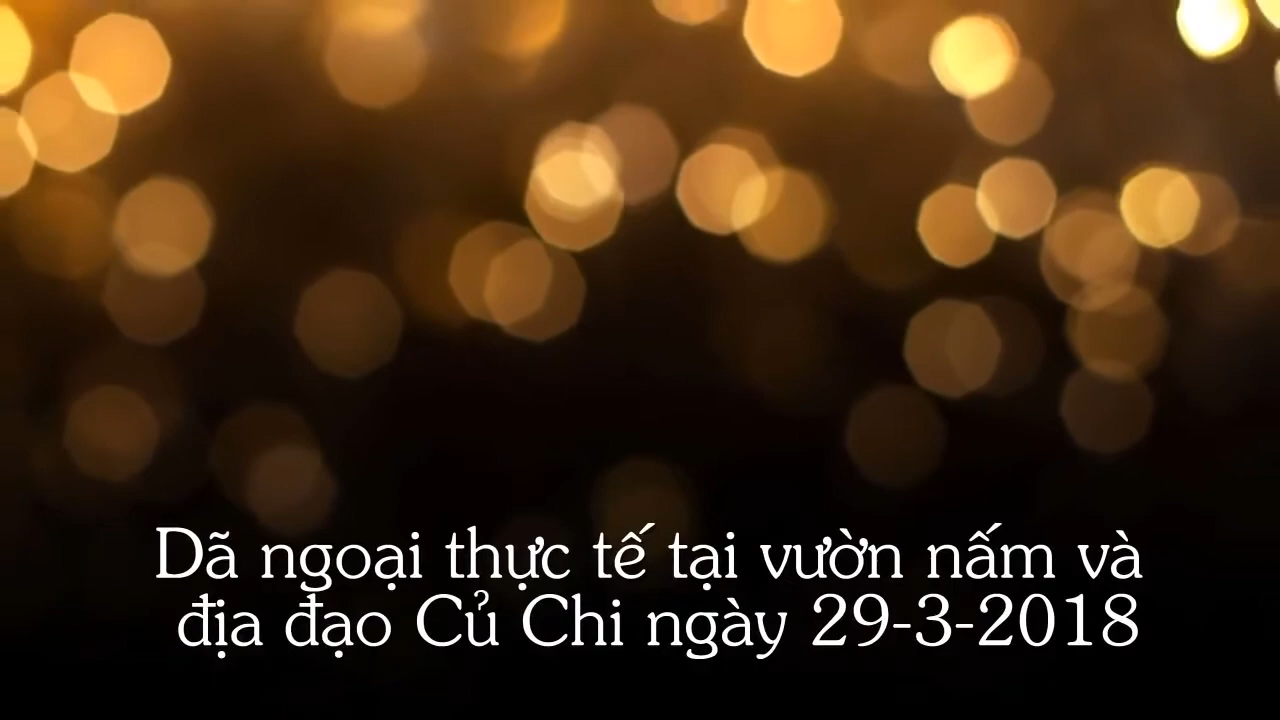 Dã ngoại thực tế tại vườn nấm và
địa đạo Củ Chi ngày 29-3-2018